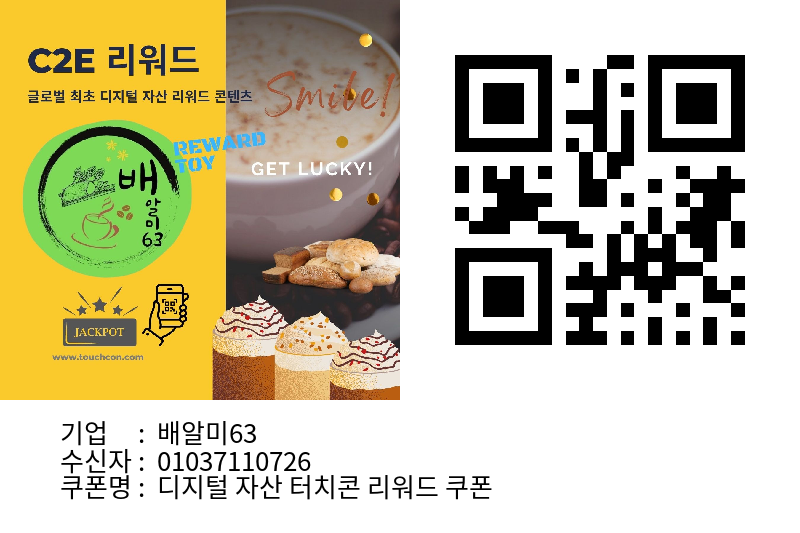 C2E 리워드
글로벌 최초 디지털 자산 리워드 콘텐츠
Smile!
REWARD
TOY
GET LUCKY!
배
알
미
63
JACKPOT
www.touchcon.com
기업 : 배알미63
수신자 : 01037110726
쿠폰명 : 디지털 자산 터치콘 리워드 쿠폰